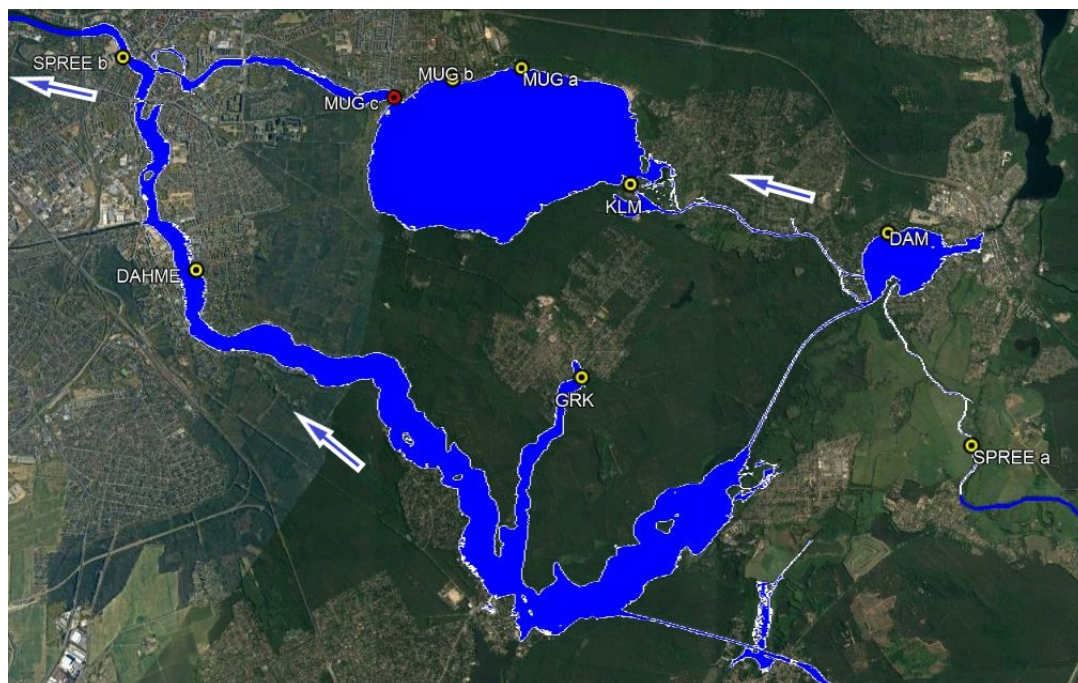 SPREE b
MUG b
MUG a
MUG c
KLM
DAM
DAHME
GRK
SPREE a